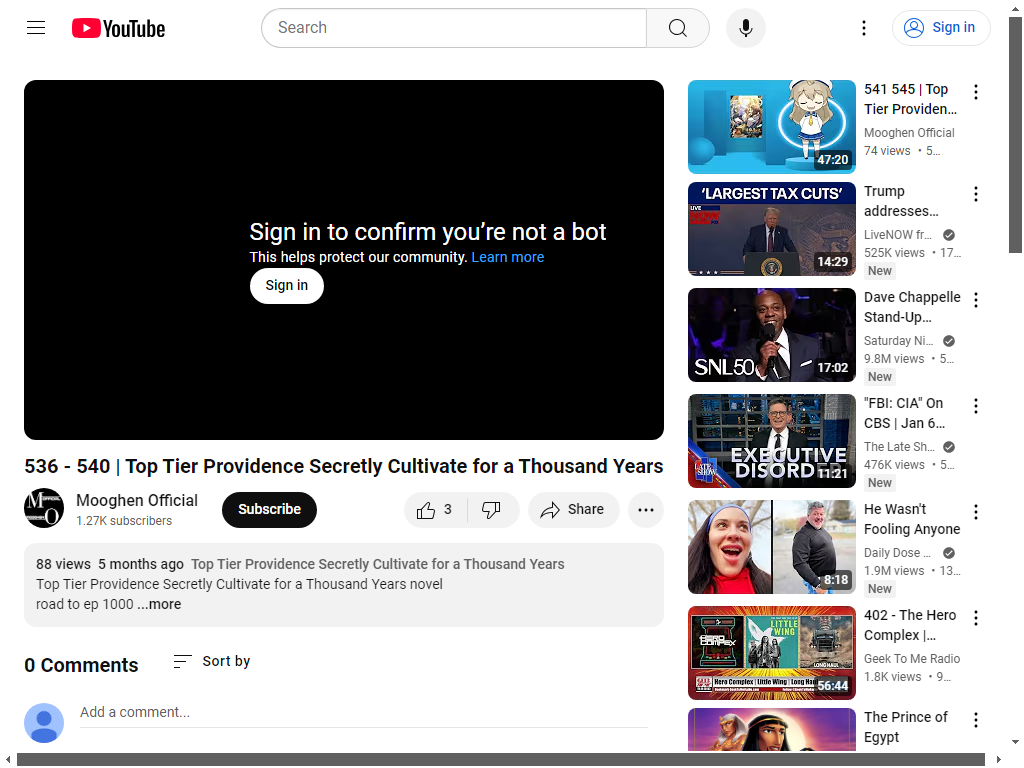 YouTube
Search
Sign in
Sign in to confirm you’re not a bot
This helps protect our community. Learn more
Sign in
536 - 540 | Top Tier Providence Secretly Cultivate for a Thousand Years
Mooghen Official
1.27K subscribers
Subscribe
3
Share
88 views 5 months ago Top Tier Providence Secretly Cultivate for a Thousand Years
Top Tier Providence Secretly Cultivate for a Thousand Years novel
road to ep 1000 ...more
0 Comments
Sort by
Add a comment...
47:20
541 545 | Top
Tier Providen...
Mooghen Official
74 views • 5...
'LARGEST TAX CUTS'
LIVE
14:29
Trump
addresses...
LiveNOW fr...
525K views • 17...
New
SNL50
17:02
Dave Chappelle
Stand-Up...
Saturday Ni...
9.8M views • 5...
New
LATE SHOW
EXECUTIVE
DISORDER
11:21
"FBI: CIA" On
CBS | Jan 6...
The Late Sh...
476K views • 5...
New
8:18
He Wasn't
Fooling Anyone
Daily Dose ...
1.9M views • 13...
New
HERO COMPLEX
LITTLE
WING
LONG HAUL
Hero Complex | Little Wing | Long Hau
56:44
402 - The Hero
Complex |...
Geek To Me Radio
1.8K views • 9...
The Prince of
Egypt